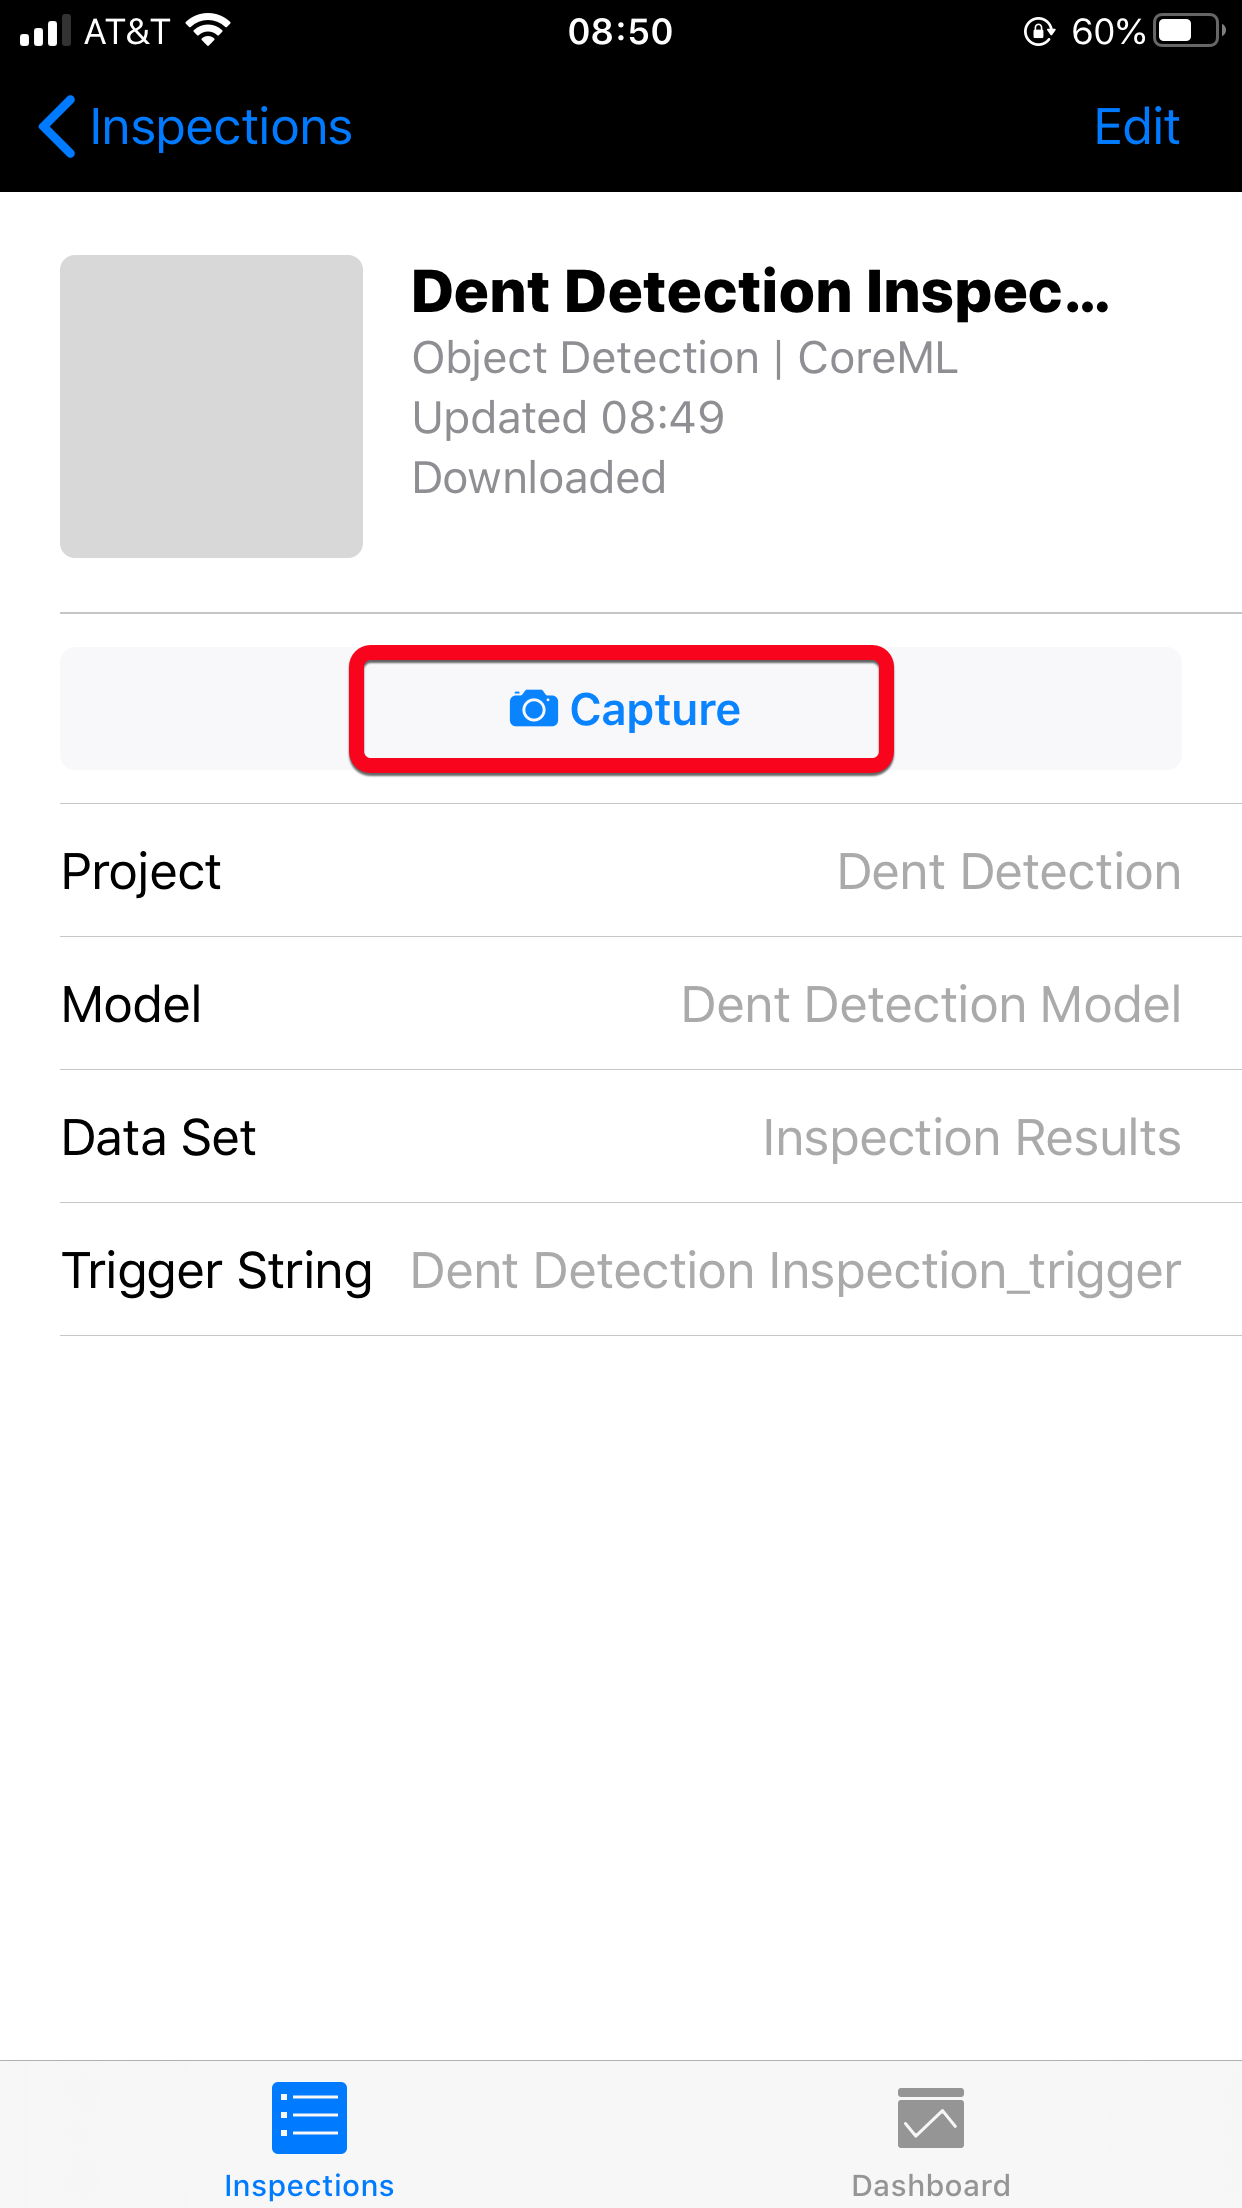 AT&T 08:50 60%
Inspections Edit
Dent Detection Inspec...
Object Detection | CoreML
Updated 08:49
Downloaded
Capture
Project Dent Detection
Model Dent Detection Model
Data Set Inspection Results
Trigger String Dent Detection Inspection_trigger
Inspections Dashboard